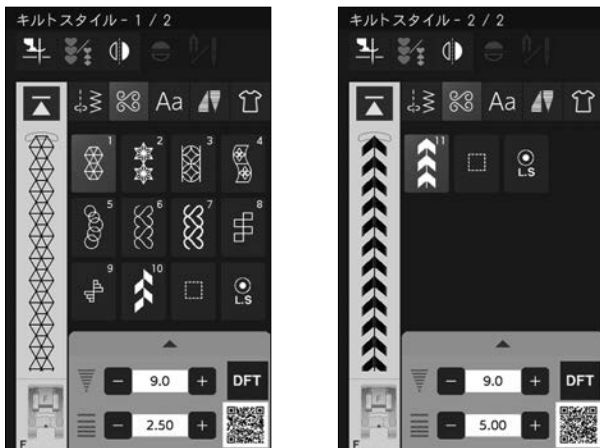 キルトスタイル - 1 / 2
Aa
1
2
3
4
5
6
7
8
9
10
L.S
− 9.0 + DFT
− 2.50 +
F
キルトスタイル - 2 / 2
Aa
11
L.S
− 9.0 + DFT
− 5.00 +
F